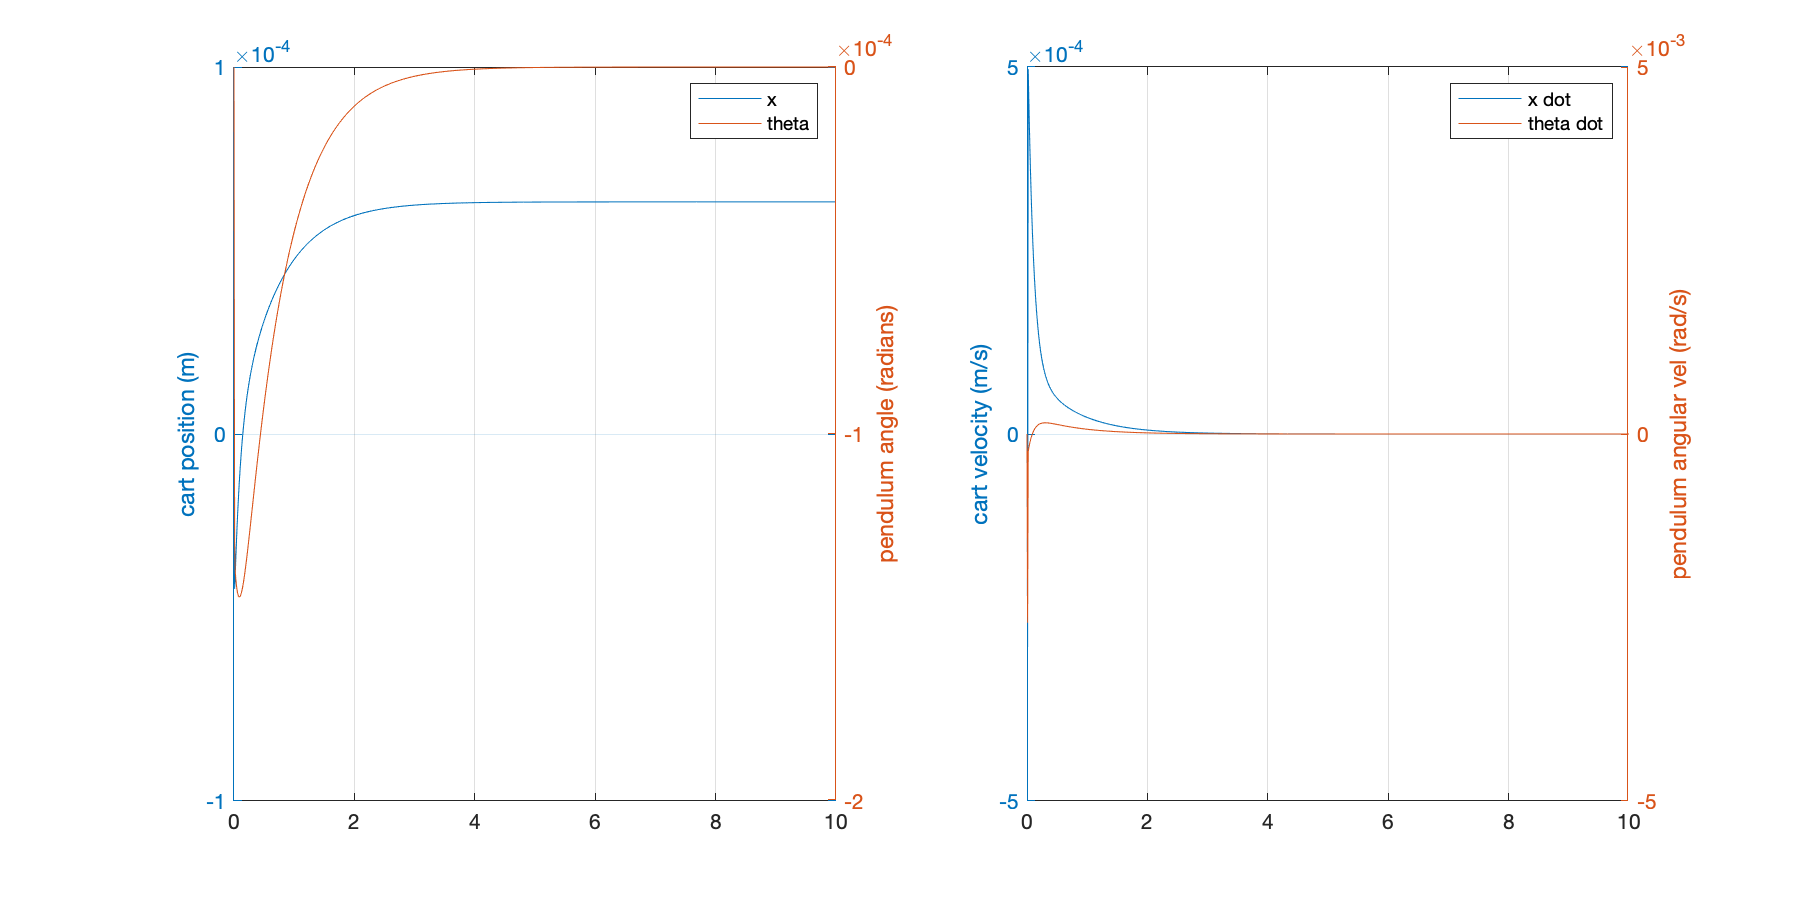 ×10⁻⁴
×10⁻⁴
1
0
-1
0
-1
-2
x
theta
cart position (m)
pendulum angle (radians)
0 2 4 6 8 10
×10⁻⁴
×10⁻³
5
0
-5
5
0
-5
x dot
theta dot
cart velocity (m/s)
pendulum angular vel (rad/s)
0 2 4 6 8 10